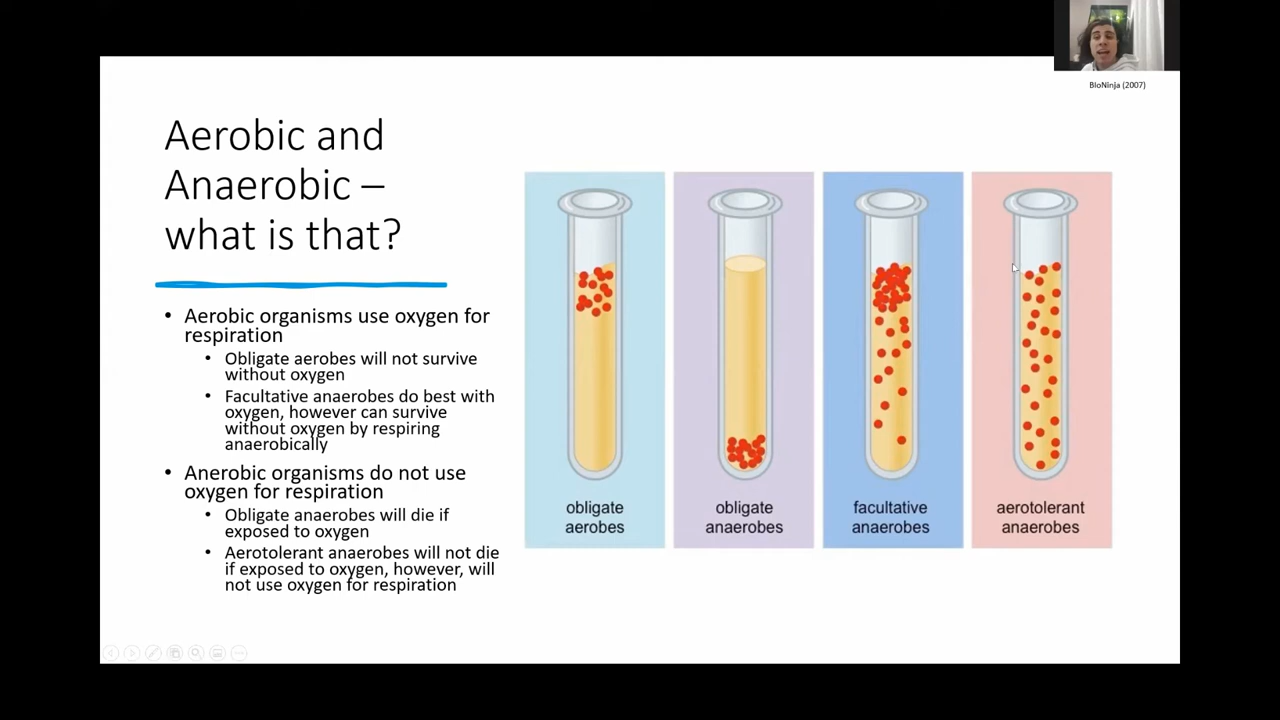 BioNinja (2007)
Aerobic and
Anaerobic –
what is that?
• Aerobic organisms use oxygen for
respiration
• Obligate aerobes will not survive
without oxygen
• Facultative anaerobes do best with
oxygen, however can survive
without oxygen by respiring
anaerobically
• Anerobic organisms do not use
oxygen for respiration
• Obligate anaerobes will die if
exposed to oxygen
• Aerotolerant anaerobes will not die
if exposed to oxygen, however, will
not use oxygen for respiration
obligate
aerobes
obligate
anaerobes
facultative
anaerobes
aerotolerant
anaerobes